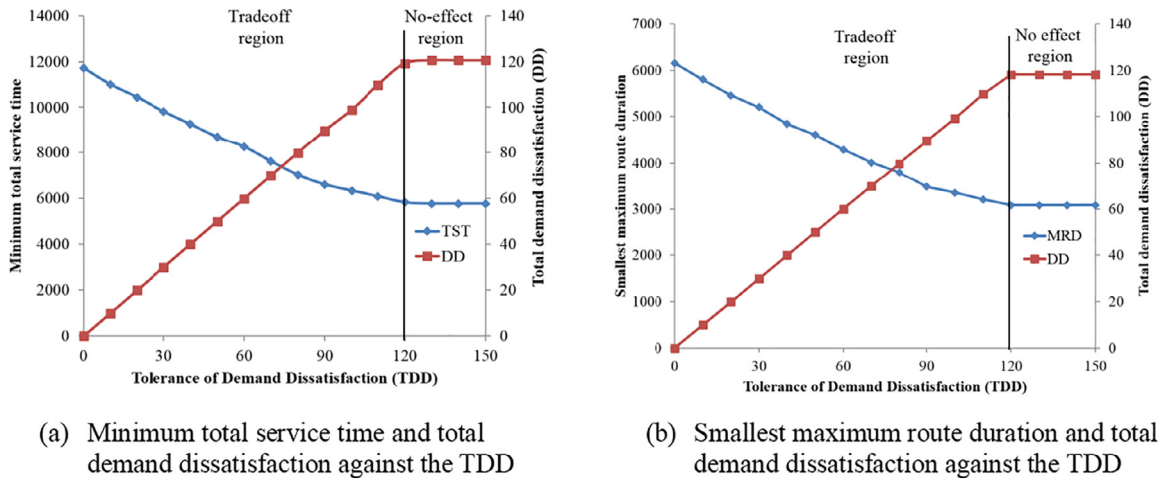 14000
12000
10000
8000
6000
4000
2000
0
Minimum total service time
Tradeoff
region
No-effect
region
TST
DD
140
120
100
80
60
40
20
0
Total demand dissatisfaction (DD)
0 30 60 90 120 150
Tolerance of Demand Dissatisfaction (TDD)
(a) Minimum total service time and total
demand dissatisfaction against the TDD
7000
6000
5000
4000
3000
2000
1000
0
Smallest maximum route duration
Tradeoff
region
No effect
region
MRD
DD
140
120
100
80
60
40
20
0
Total demand dissatisfaction (DD)
0 30 60 90 120 150
Tolerance of Demand Dissatisfaction (TDD)
(b) Smallest maximum route duration and total
demand dissatisfaction against the TDD